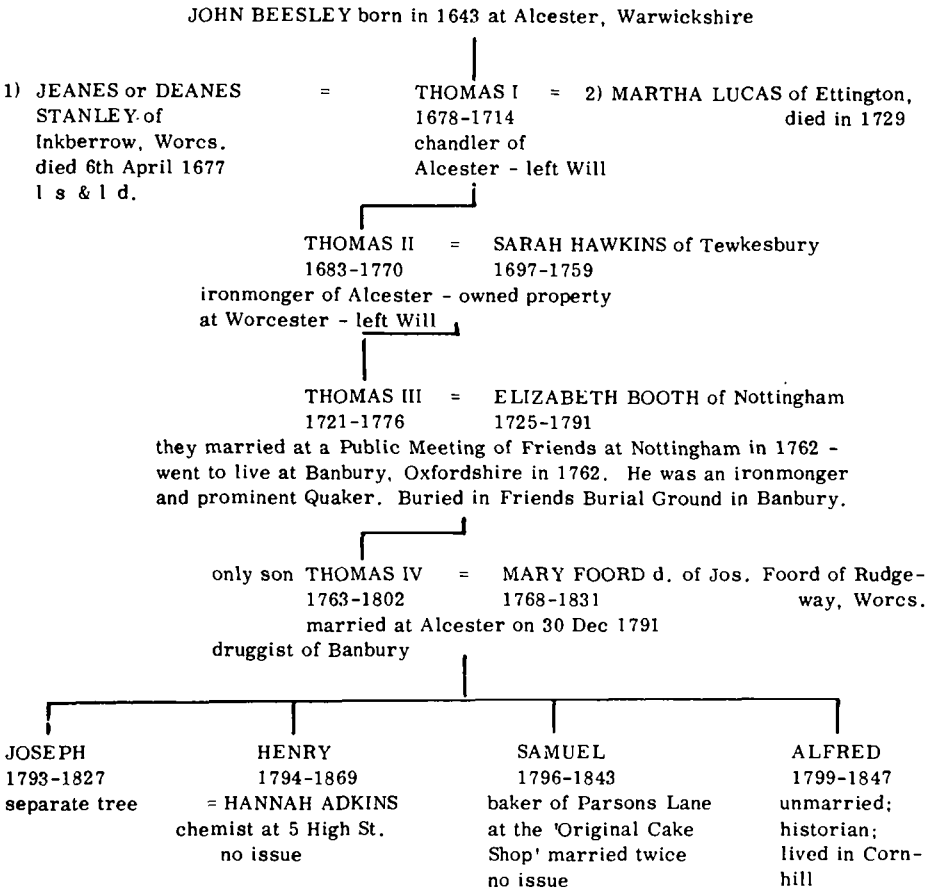 JOHN BEESLEY born in 1643 at Alcester, Warwickshire
1) JEANES or DEANES STANLEY of Inkberrow, Worcs. died 6th April 1677 1 s & 1 d.
=
THOMAS I
1678-1714
chandler of
Alcester - left Will
=
2) MARTHA LUCAS of Ettington,
died in 1729
THOMAS II = SARAH HAWKINS of Tewkesbury
1683-1770 1697-1759
ironmonger of Alcester - owned property
at Worcester - left Will
THOMAS III = ELIZABETH BOOTH of Nottingham
1721-1776 1725-1791
they married at a Public Meeting of Friends at Nottingham in 1762 -
went to live at Banbury, Oxfordshire in 1762. He was an ironmonger
and prominent Quaker. Buried in Friends Burial Ground in Banbury.
only son THOMAS IV = MARY FOORD d. of Jos. Foord of Rudge-
1763-1802 1768-1831 way, Worcs.
married at Alcester on 30 Dec 1791
druggist of Banbury
JOSEPH
1793-1827
separate tree
HENRY
1794-1869
= HANNAH ADKINS
chemist at 5 High St.
no issue
SAMUEL
1796-1843
baker of Parsons Lane
at the 'Original Cake
Shop' married twice
no issue
ALFRED
1799-1847
unmarried;
historian;
lived in Corn-
hill